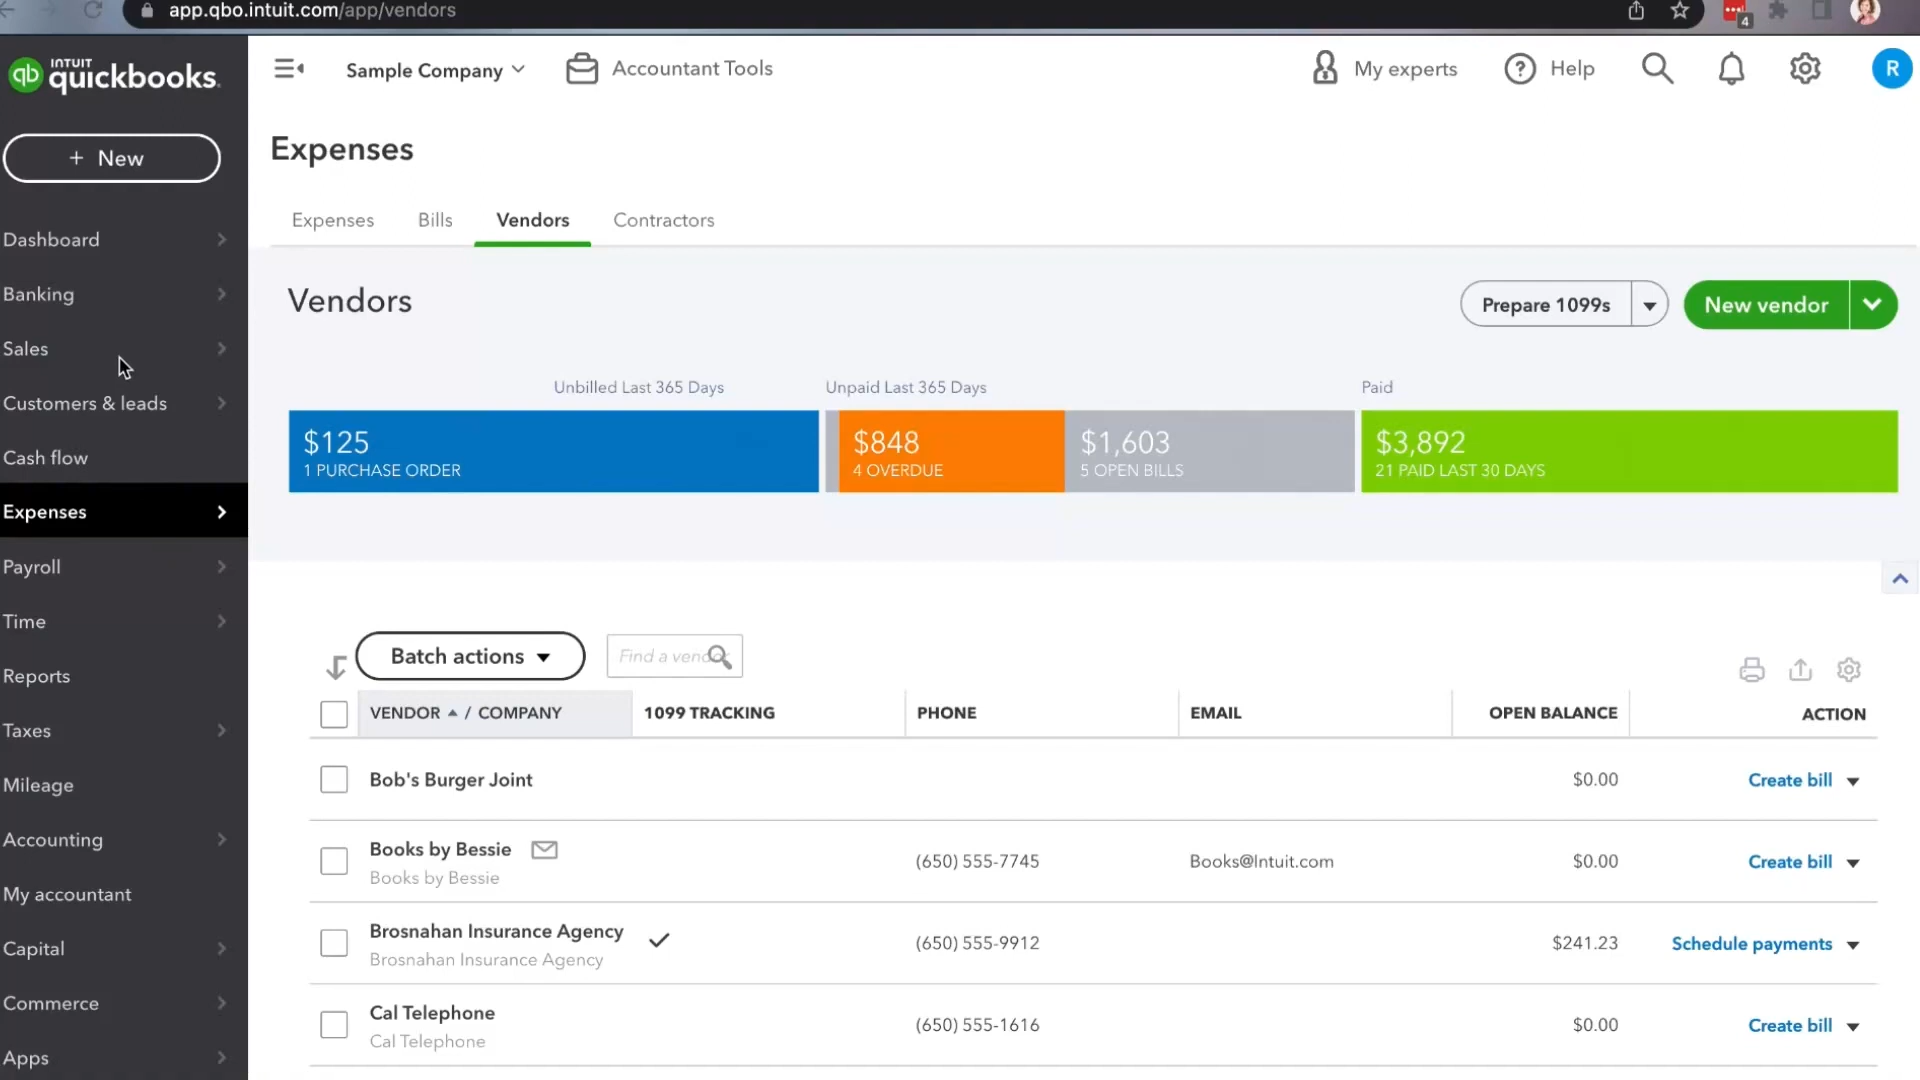 app.qbo.intuit.com/app/vendors
4
INTUIT
quickbooks.
Sample Company
Accountant Tools
My experts
Help
R
+ New
Dashboard
Banking
Sales
Customers & leads
Cash flow
Expenses
Payroll
Time
Reports
Taxes
Mileage
Accounting
My accountant
Capital
Commerce
Apps
Expenses
Expenses Bills Vendors Contractors
Vendors
Prepare 1099s
New vendor
Unbilled Last 365 Days Unpaid Last 365 Days Paid
$125 $848 $1,603 $3,892
1 PURCHASE ORDER 4 OVERDUE 5 OPEN BILLS 21 PAID LAST 30 DAYS
Batch actions
Find a vendor
VENDOR / COMPANY 1099 TRACKING PHONE EMAIL OPEN BALANCE ACTION
Bob's Burger Joint $0.00 Create bill
Books by Bessie
Books by Bessie (650) 555-7745 Books@Intuit.com $0.00 Create bill
Brosnahan Insurance Agency
Brosnahan Insurance Agency (650) 555-9912 $241.23 Schedule payments
Cal Telephone
Cal Telephone (650) 555-1616 $0.00 Create bill